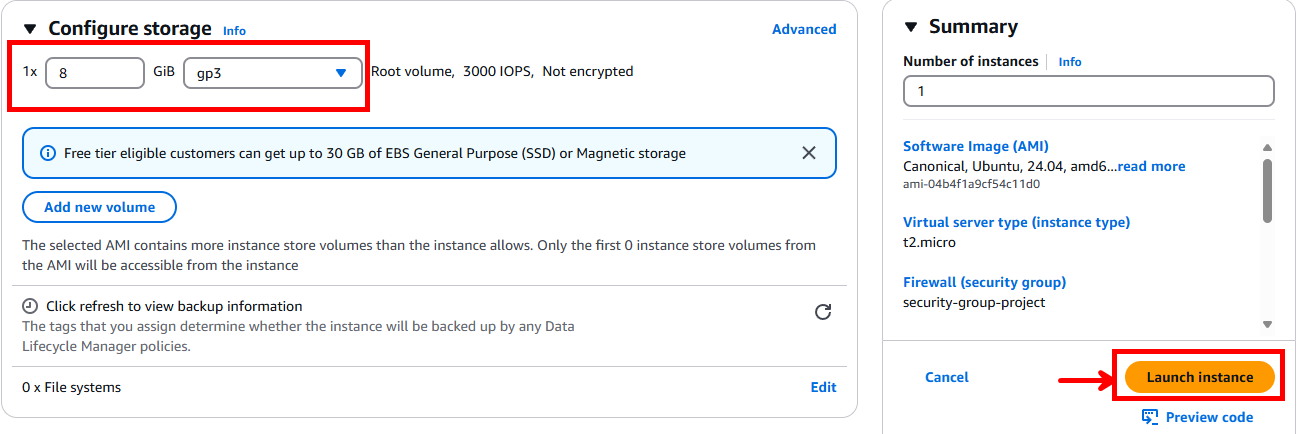 Configure storage Info
Advanced
1x 8 GiB gp3 Root volume, 3000 IOPS, Not encrypted
Free tier eligible customers can get up to 30 GB of EBS General Purpose (SSD) or Magnetic storage
Add new volume
The selected AMI contains more instance store volumes than the instance allows. Only the first 0 instance store volumes from
the AMI will be accessible from the instance
Click refresh to view backup information
The tags that you assign determine whether the instance will be backed up by any Data
Lifecycle Manager policies.
0 x File systems
Edit
Summary
Number of instances Info
1
Software Image (AMI)
Canonical, Ubuntu, 24.04, amd6...read more
ami-04b4f1a9cf54c11d0
Virtual server type (instance type)
t2.micro
Firewall (security group)
security-group-project
Cancel
Launch instance
Preview code